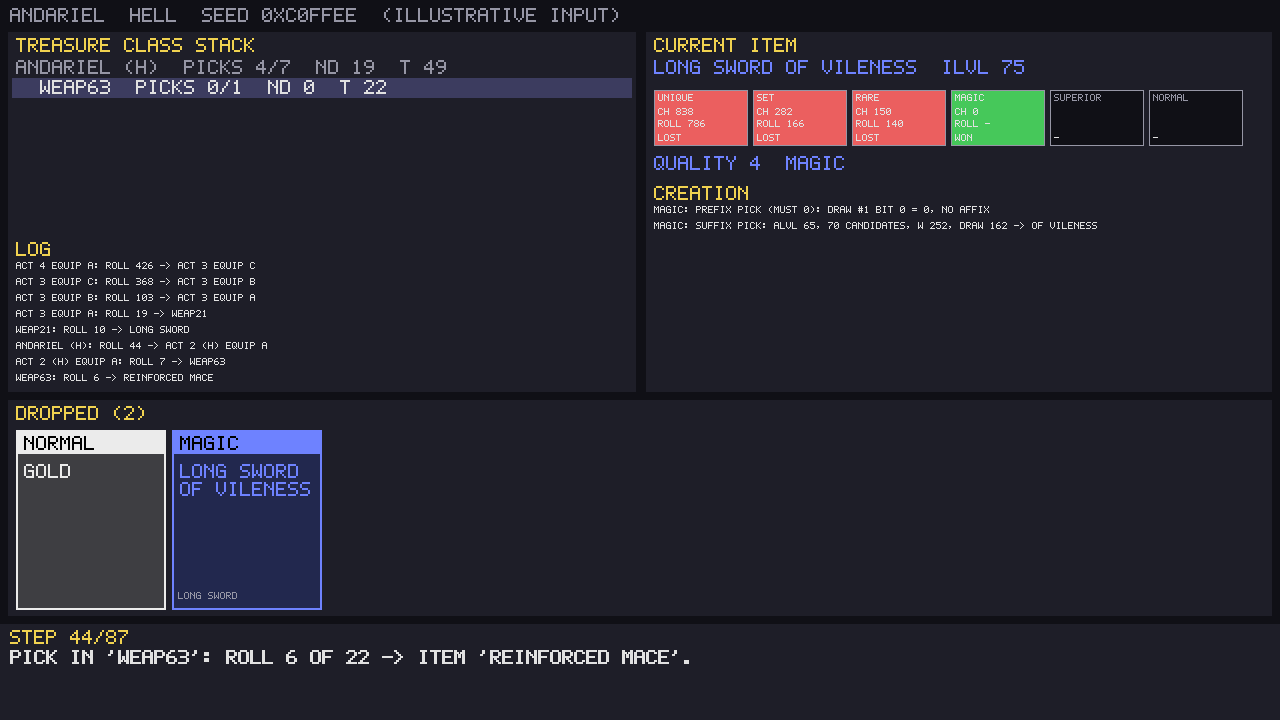 ANDARIEL  HELL  SEED 0XC0FFEE  (ILLUSTRATIVE INPUT)
TREASURE CLASS STACK
ANDARIEL (H)  PICKS 4/7  ND 19  T 49
WEAP63  PICKS 0/1  ND 0  T 22
LOG
ACT 4 EQUIP A: ROLL 426 -> ACT 3 EQUIP C
ACT 3 EQUIP C: ROLL 368 -> ACT 3 EQUIP B
ACT 3 EQUIP B: ROLL 103 -> ACT 3 EQUIP A
ACT 3 EQUIP A: ROLL 19 -> WEAP21
WEAP21: ROLL 10 -> LONG SWORD
ANDARIEL (H): ROLL 44 -> ACT 2 (H) EQUIP A
ACT 2 (H) EQUIP A: ROLL 7 -> WEAP63
WEAP63: ROLL 6 -> REINFORCED MACE
CURRENT ITEM
LONG SWORD OF VILENESS  ILVL 75
UNIQUE
CH 838
ROLL 786
LOST
SET
CH 282
ROLL 166
LOST
RARE
CH 150
ROLL 140
LOST
MAGIC
CH 0
ROLL -
WON
SUPERIOR
-
NORMAL
-
QUALITY 4  MAGIC
CREATION
MAGIC: PREFIX PICK (MUST 0): DRAW #1 BIT 0 = 0, NO AFFIX
MAGIC: SUFFIX PICK: ALVL 65, 70 CANDIDATES, W 252, DRAW 162 -> OF VILENESS
DROPPED (2)
NORMAL
GOLD
MAGIC
LONG SWORD
OF VILENESS
LONG SWORD
STEP 44/87
PICK IN 'WEAP63': ROLL 6 OF 22 -> ITEM 'REINFORCED MACE'.